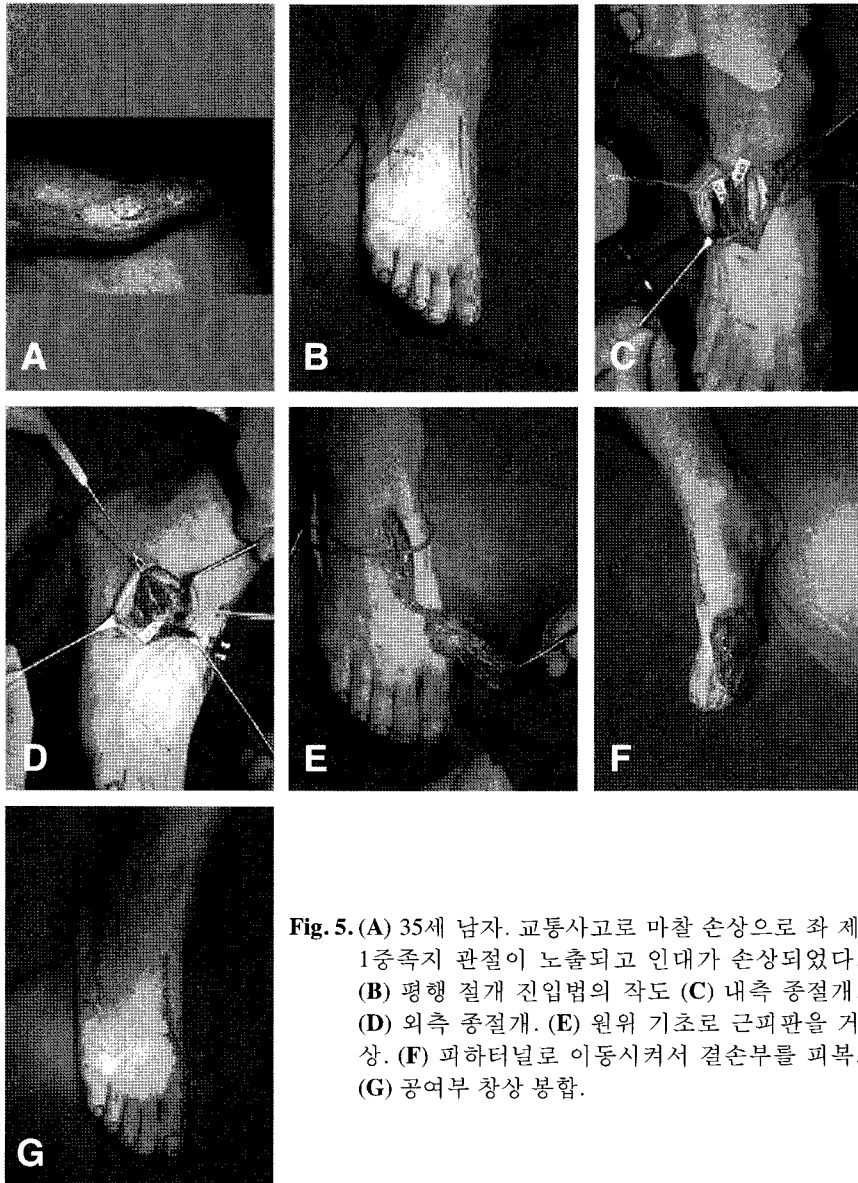 A
B
C
D
E
F
G
Fig. 5. (A) 35세 남자. 교통사고로 마찰 손상으로 좌 제
1중족지 관절이 노출되고 인대가 손상되었다.
(B) 평행 절개 진입법의 작도 (C) 내측 종절개.
(D) 외측 종절개. (E) 원위 기초로 근피판을 거
상. (F) 피하터널로 이동시켜서 결손부를 피복.
(G) 공여부 창상 봉합.